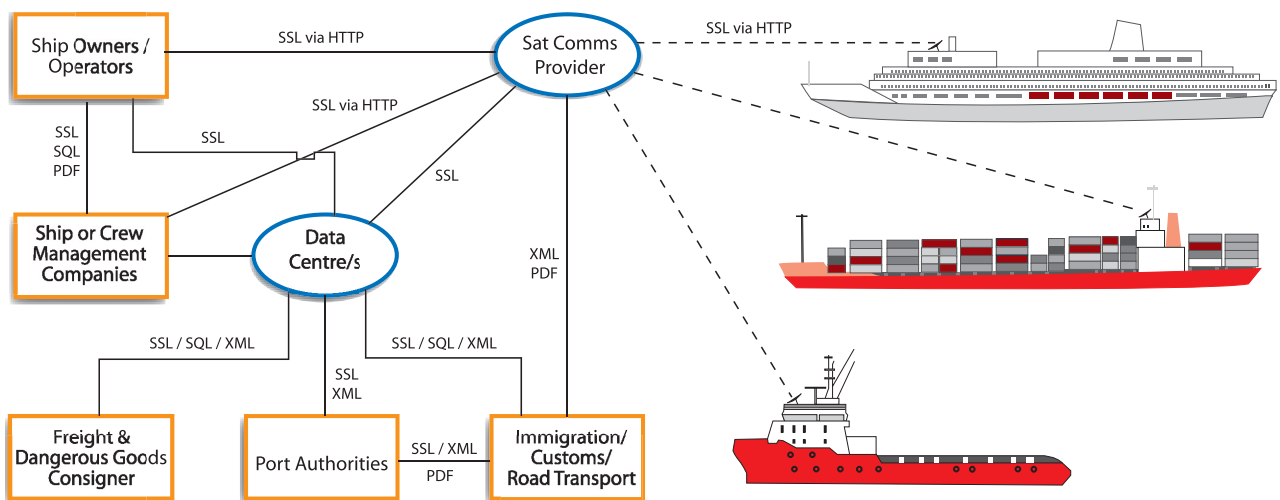 Ship Owners /
Operators
SSL via HTTP
Sat Comms
Provider
SSL via HTTP
SSL via HTTP
SSL
SQL
PDF
SSL
SSL
Ship or Crew
Management
Companies
Data
Centre/s
XML
PDF
SSL / SQL / XML
SSL
XML
SSL / SQL / XML
Freight &
Dangerous Goods
Consigner
Port Authorities
SSL / XML
PDF
Immigration/
Customs/
Road Transport